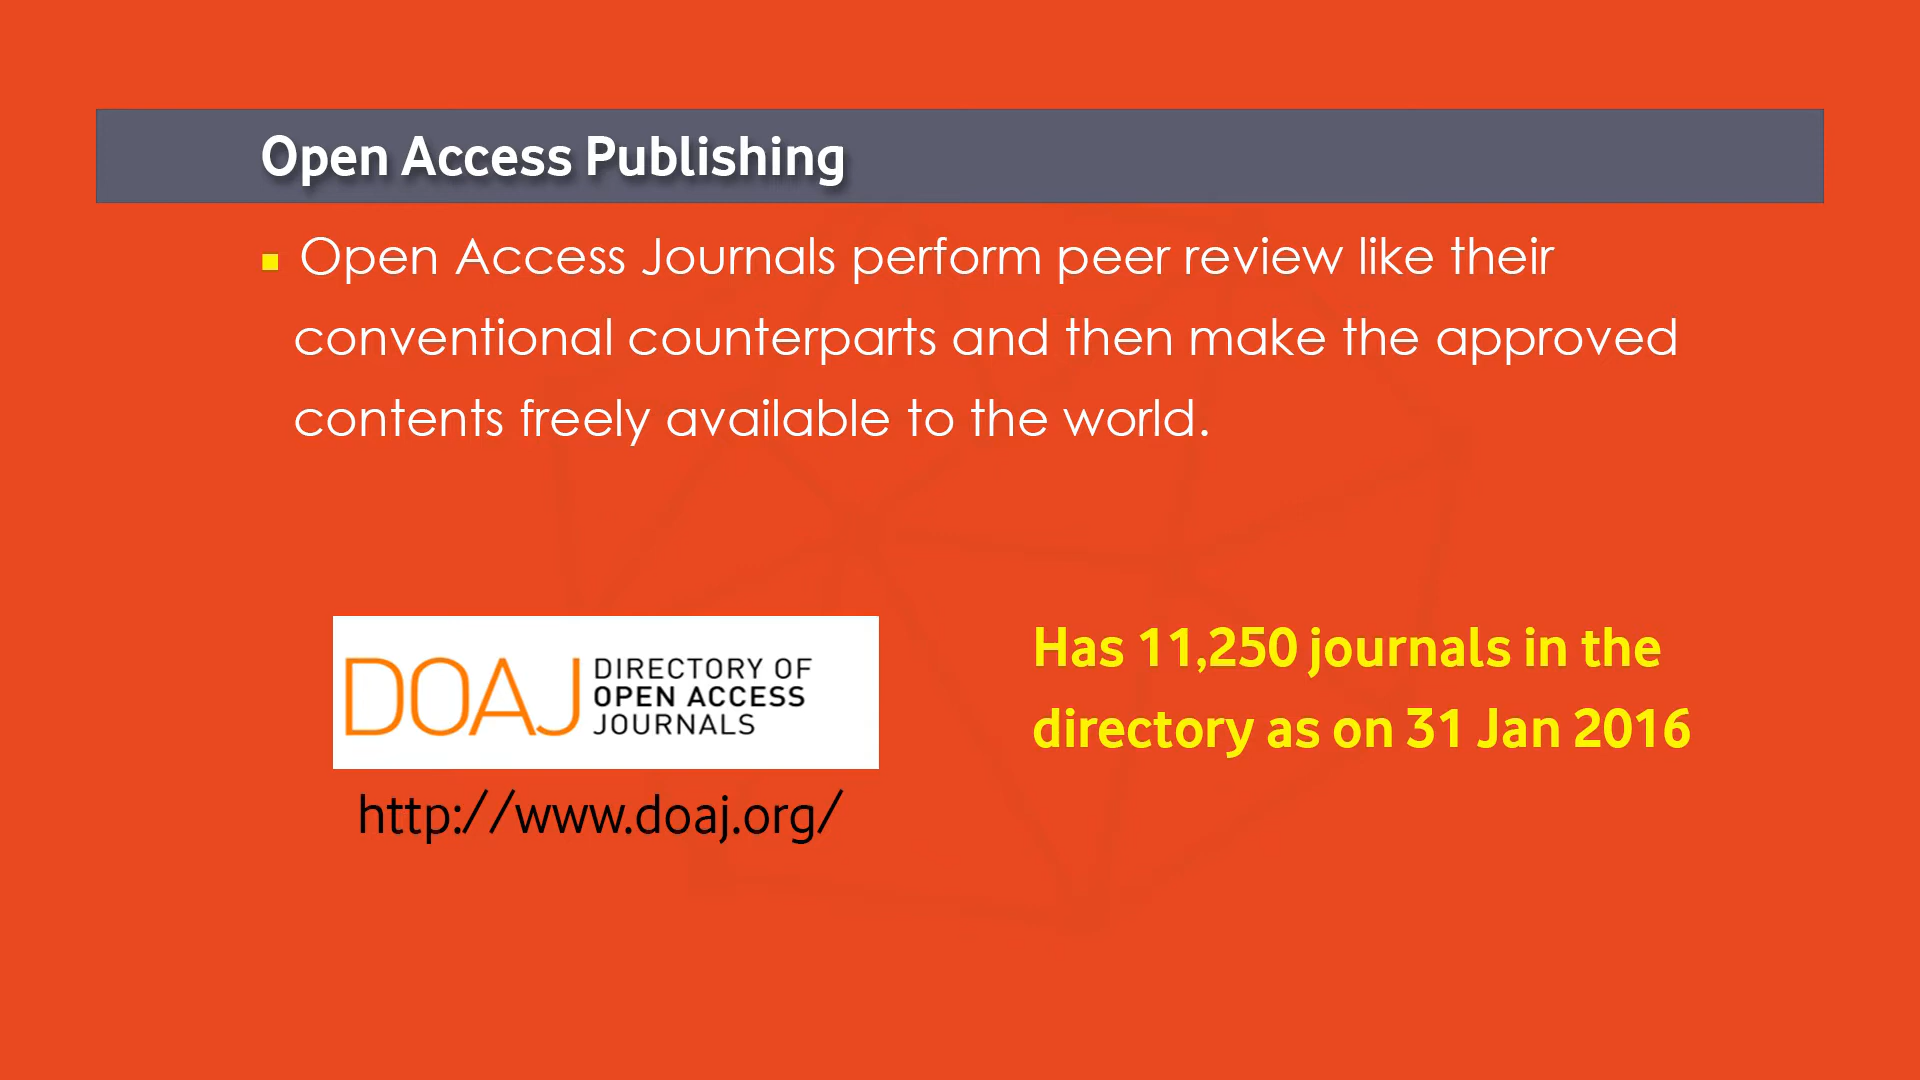 Open Access Publishing
Open Access Journals perform peer review like their
conventional counterparts and then make the approved
contents freely available to the world.
DOAJ
DIRECTORY OF
OPEN ACCESS
JOURNALS
http://www.doaj.org/
Has 11,250 journals in the
directory as on 31 Jan 2016